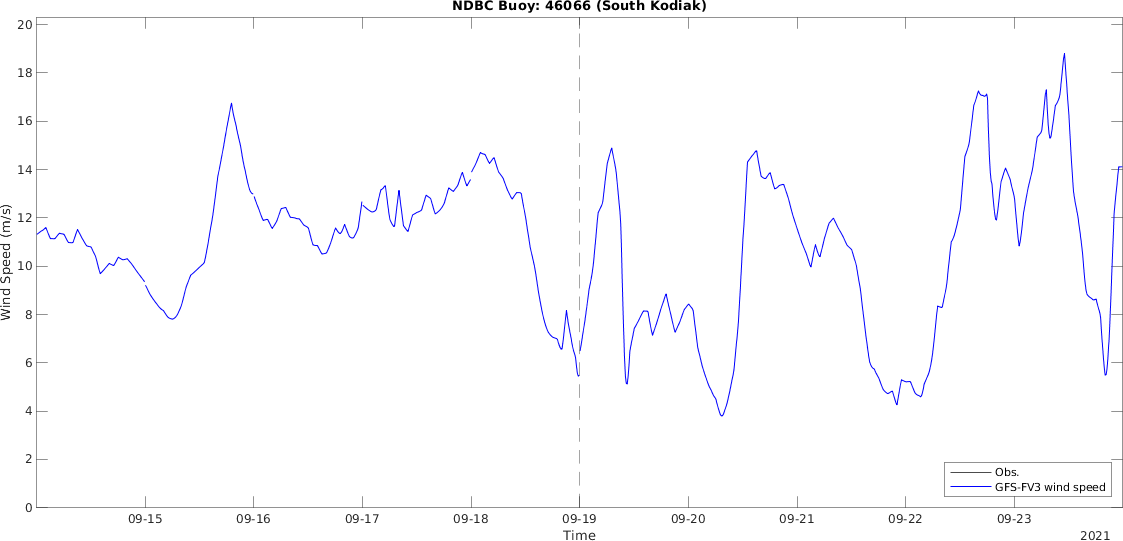 NDBC Buoy: 46066 (South Kodiak)
20
18
16
14
12
10
8
6
4
2
0
Wind Speed (m/s)
Obs.
GFS-FV3 wind speed
09-15 09-16 09-17 09-18 09-19 09-20 09-21 09-22 09-23
Time
2021